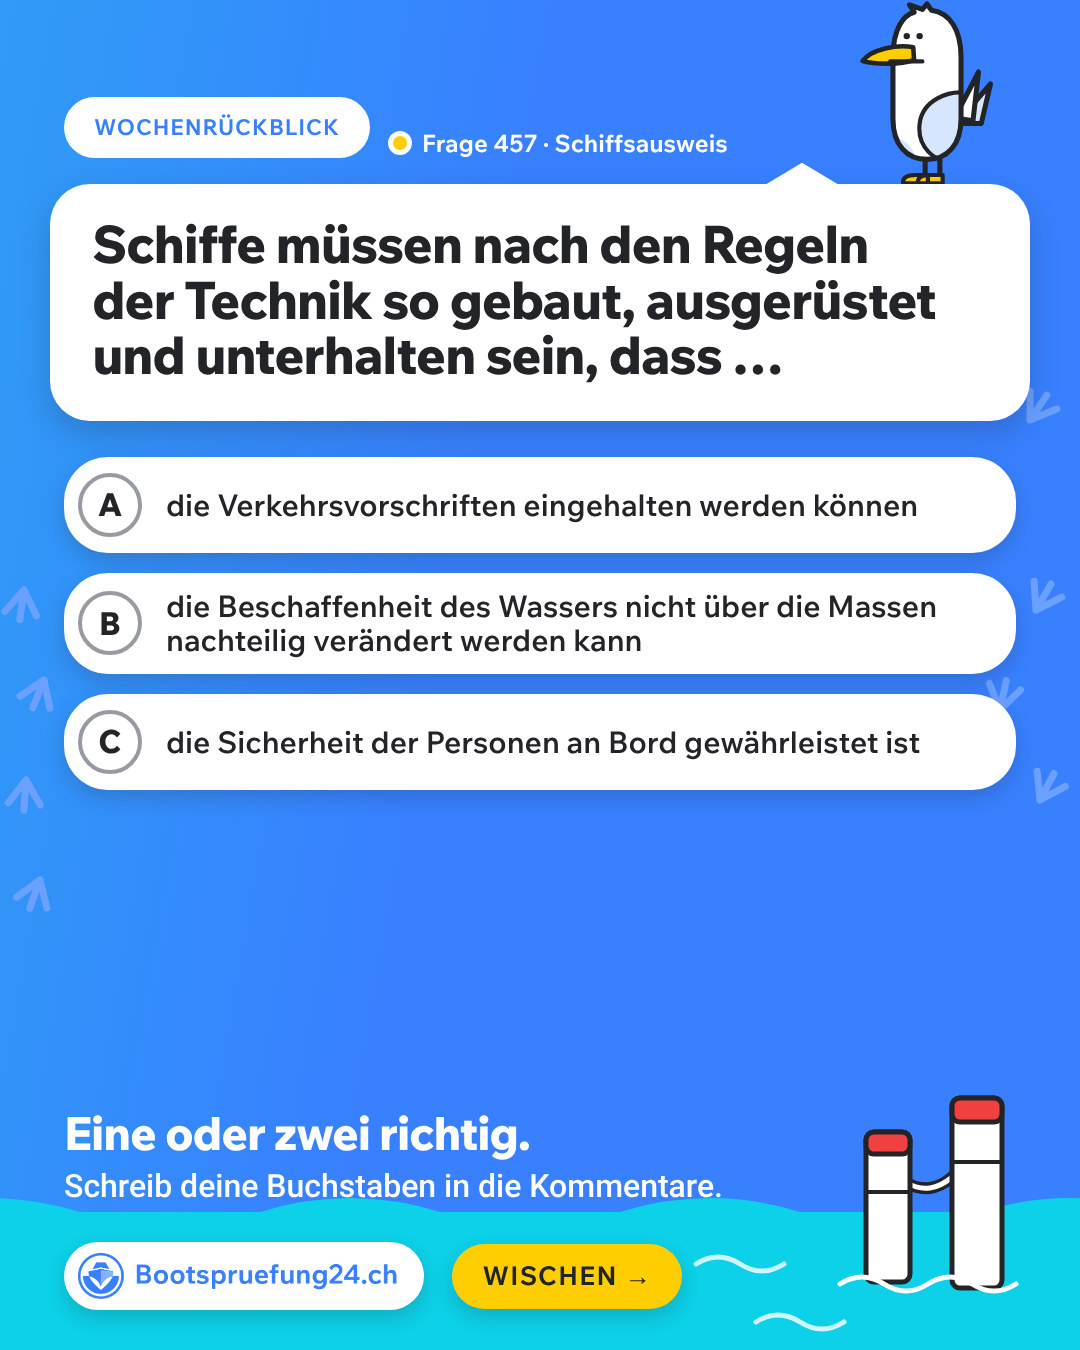 WOCHENRÜCKBLICK
Frage 457 · Schiffsausweis
Schiffe müssen nach den Regeln
der Technik so gebaut, ausgerüstet
und unterhalten sein, dass …
A die Verkehrsvorschriften eingehalten werden können
B die Beschaffenheit des Wassers nicht über die Massen
nachteilig verändert werden kann
C die Sicherheit der Personen an Bord gewährleistet ist
Eine oder zwei richtig.
Schreib deine Buchstaben in die Kommentare.
Bootspruefung24.ch
WISCHEN →